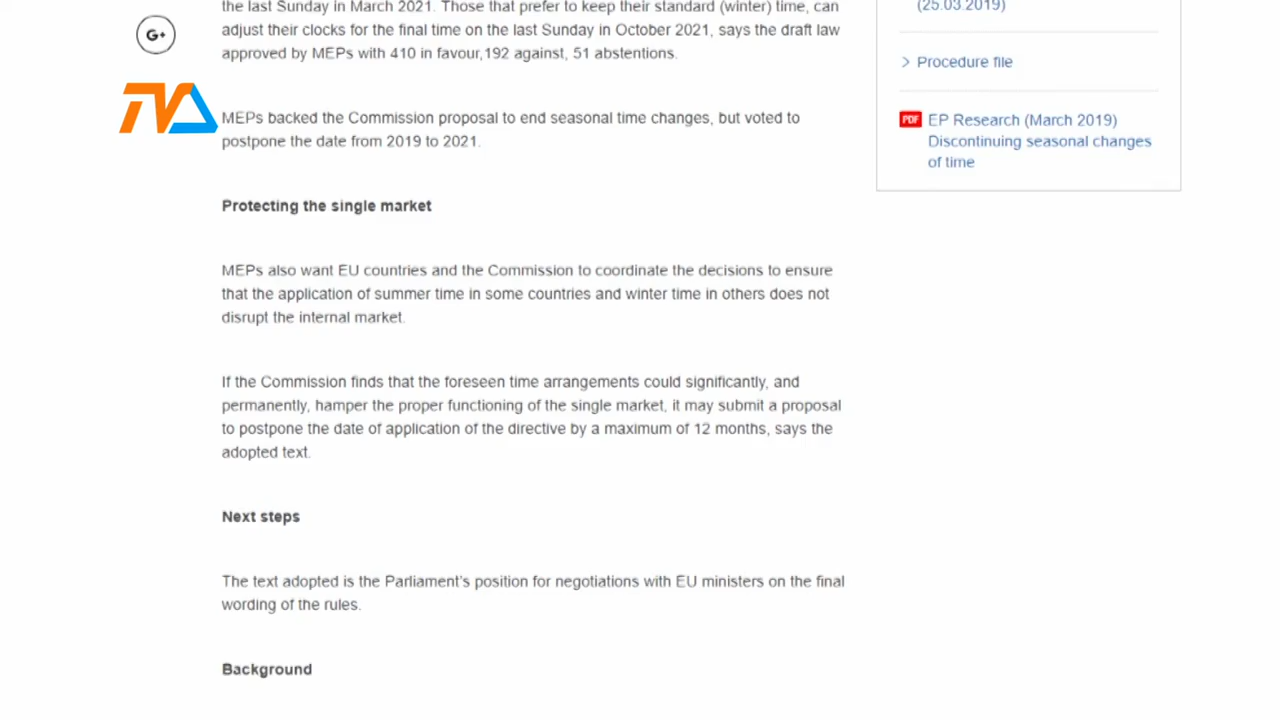 the last Sunday in March 2021. Those that prefer to keep their standard (winter) time, can
adjust their clocks for the final time on the last Sunday in October 2021, says the draft law
approved by MEPs with 410 in favour,192 against, 51 abstentions.
MEPs backed the Commission proposal to end seasonal time changes, but voted to
postpone the date from 2019 to 2021.
Protecting the single market
MEPs also want EU countries and the Commission to coordinate the decisions to ensure
that the application of summer time in some countries and winter time in others does not
disrupt the internal market.
If the Commission finds that the foreseen time arrangements could significantly, and
permanently, hamper the proper functioning of the single market, it may submit a proposal
to postpone the date of application of the directive by a maximum of 12 months, says the
adopted text.
Next steps
The text adopted is the Parliament's position for negotiations with EU ministers on the final
wording of the rules.
Background
G+
TVA
(25.03.2019)
> Procedure file
PDF EP Research (March 2019)
Discontinuing seasonal changes
of time